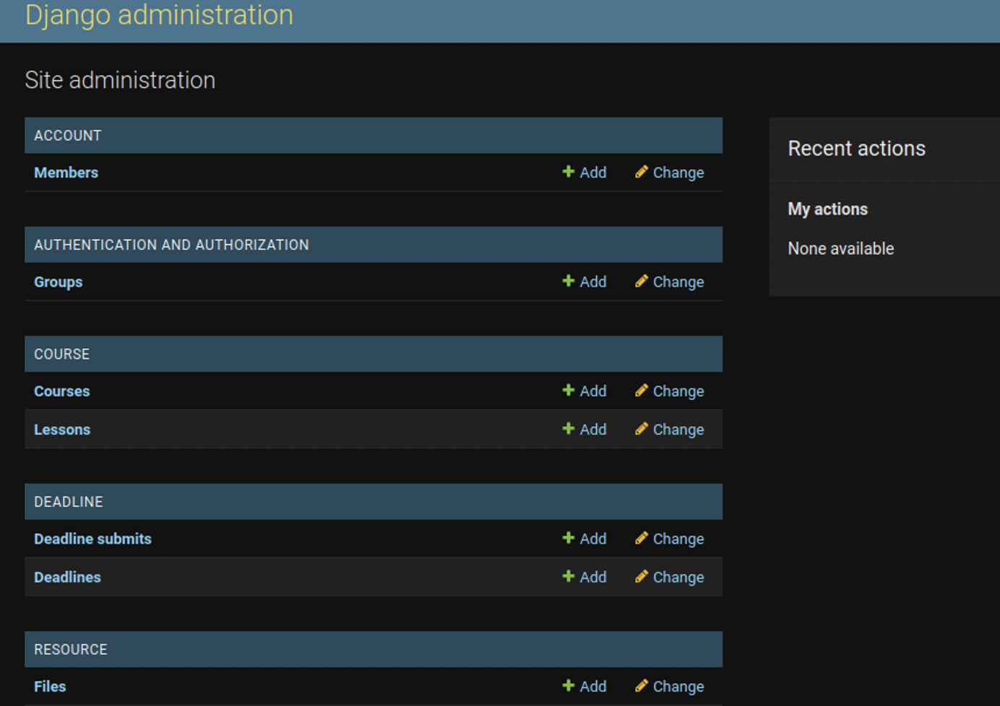 Django administration
Site administration
ACCOUNT
Members Add Change
AUTHENTICATION AND AUTHORIZATION
Groups Add Change
COURSE
Courses Add Change
Lessons Add Change
DEADLINE
Deadline submits Add Change
Deadlines Add Change
RESOURCE
Files Add Change
Recent actions
My actions
None available